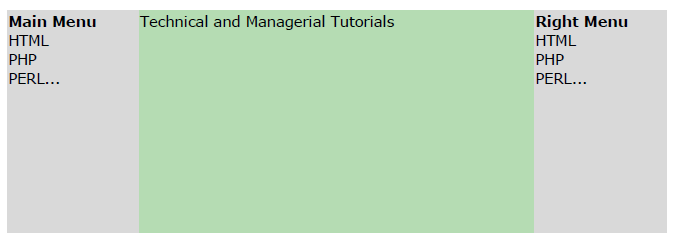 Main Menu
HTML
PHP
PERL...
Technical and Managerial Tutorials
Right Menu
HTML
PHP
PERL...